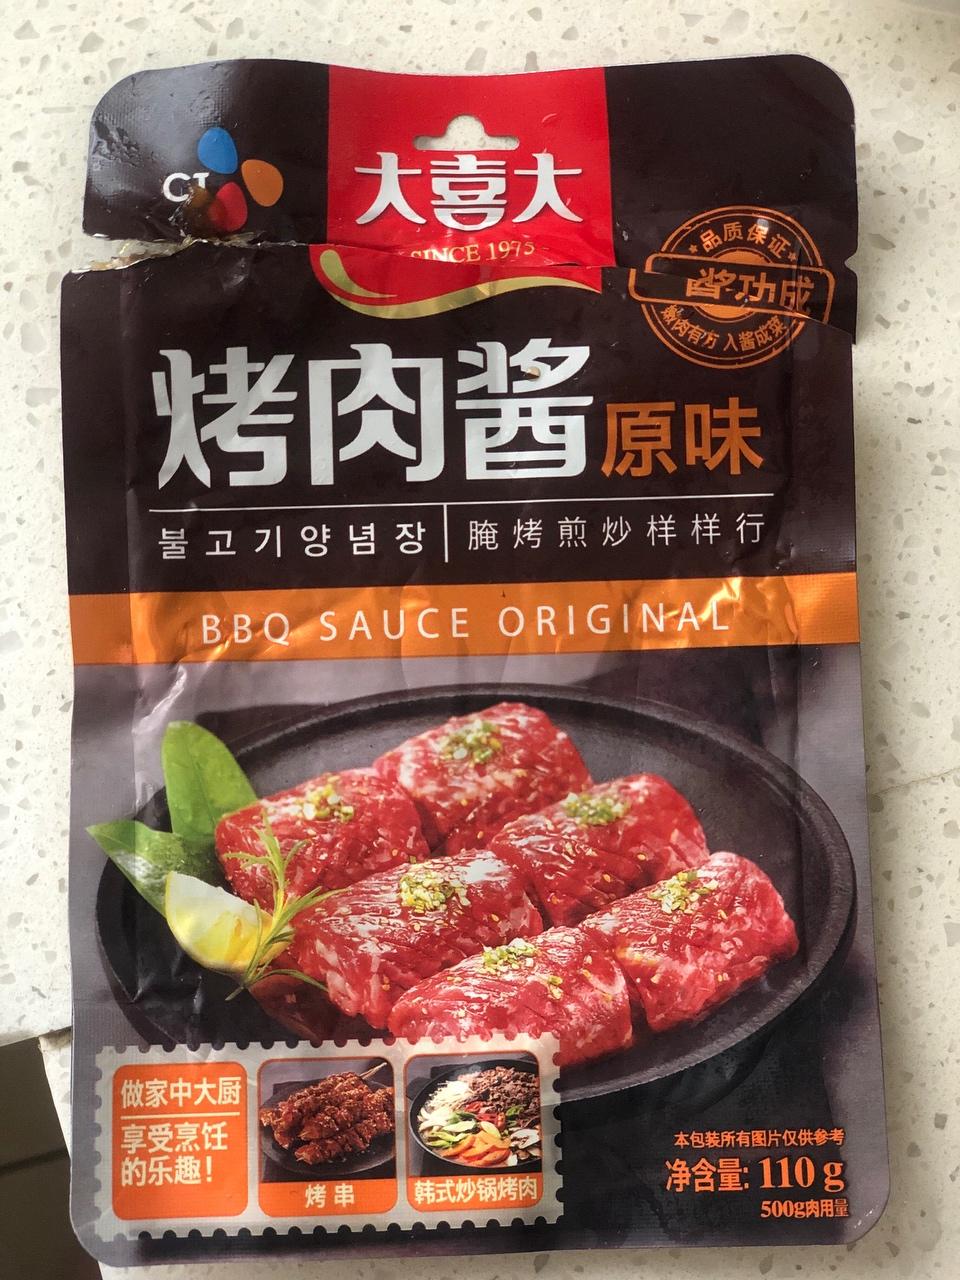 CJ
大喜大
SINCE 1975
品质保证
酱功成
嫩肉有方 入酱成菜
烤肉酱 原味
불고기양념장 腌烤煎炒样样行
BBQ SAUCE ORIGINAL
做家中大厨
享受烹饪
的乐趣！
烤串
韩式炒锅烤肉
本包装所有图片仅供参考
净含量: 110 g
500g肉用量